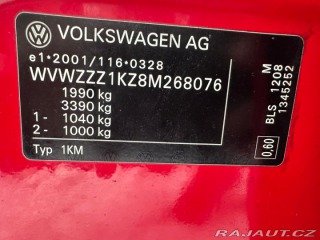 VOLKSWAGEN AG
e1*2001/116*0328
WVWZZZ1KZ8M268076
1990 kg
3390 kg
1- 1040 kg
2- 1000 kg
Typ 1KM
0,60
BLS 1208 M
1345252
RAJAUT.CZ